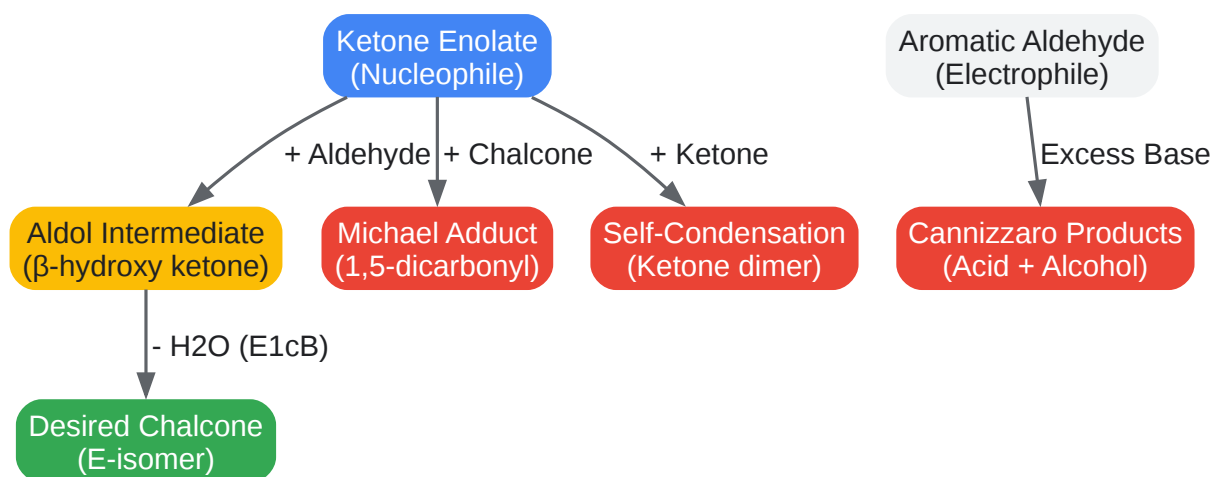 Ketone Enolate
(Nucleophile)
Aromatic Aldehyde
(Electrophile)
+ Aldehyde
+ Chalcone
+ Ketone
Excess Base
Aldol Intermediate
(β-hydroxy ketone)
Michael Adduct
(1,5-dicarbonyl)
Self-Condensation
(Ketone dimer)
Cannizzaro Products
(Acid + Alcohol)
- H2O (E1cB)
Desired Chalcone
(E-isomer)